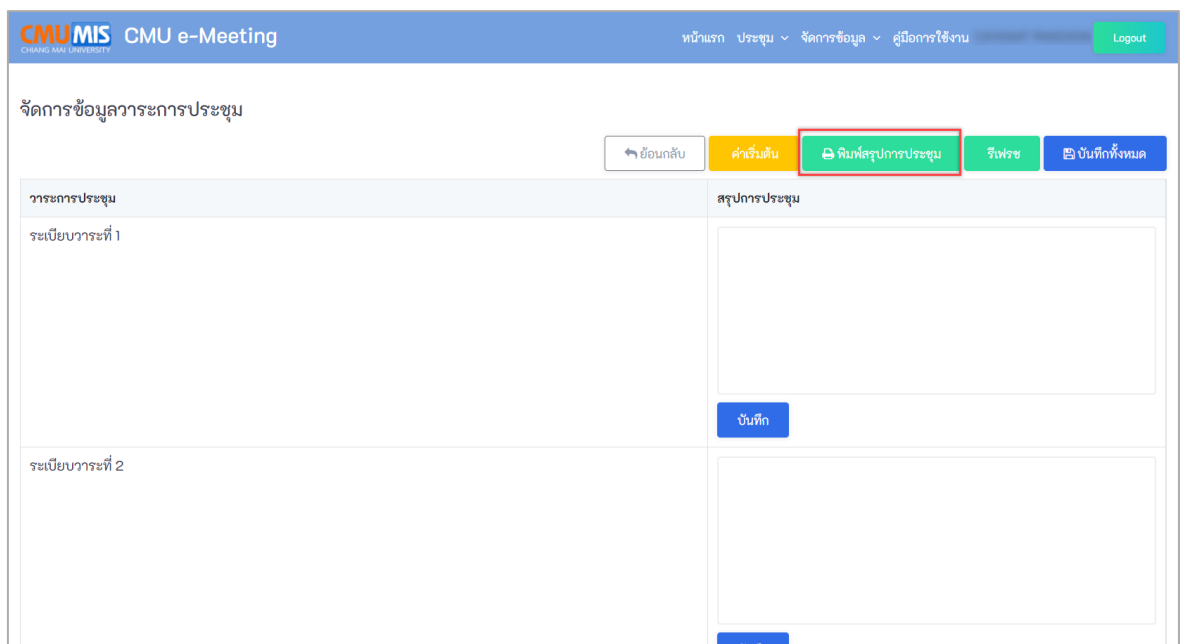 CMU MIS CMU e-Meeting หน้าแรก ประชุม จัดการข้อมูล คู่มือการใช้งาน Logout
CHIANG MAI UNIVERSITY
จัดการข้อมูลวาระการประชุม
ย้อนกลับ ค่าเริ่มต้น พิมพ์สรุปการประชุม รีเฟรช บันทึกทั้งหมด
วาระการประชุม สรุปการประชุม
ระเบียบวาระที่ 1
บันทึก
ระเบียบวาระที่ 2